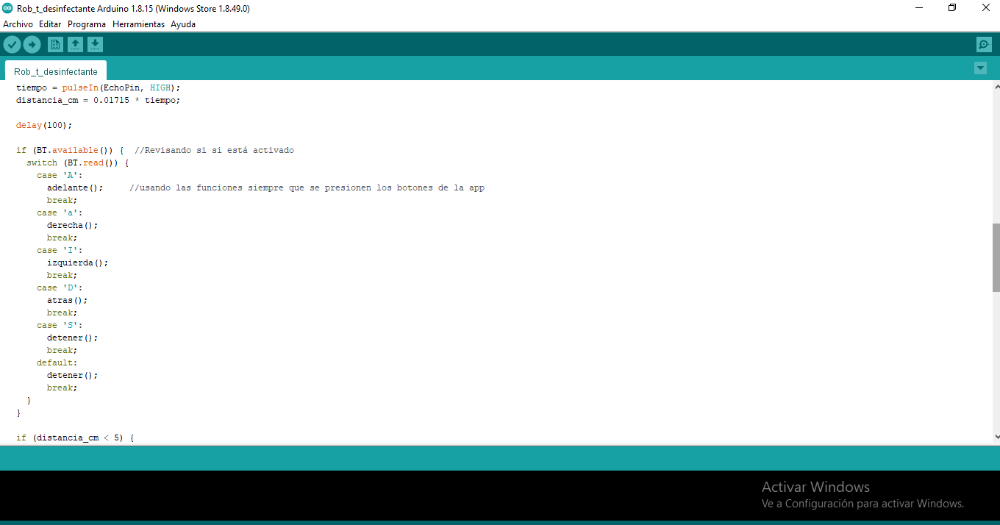 Rob_t_desinfectante Arduino 1.8.15 (Windows Store 1.8.49.0)
Archivo Editar Programa Herramientas Ayuda
Rob_t_desinfectante
tiempo = pulseIn(EchoPin, HIGH);
distancia_cm = 0.01715 * tiempo;
delay(100);
if (BT.available()) {  //Revisando si si está activado
switch (BT.read()) {
case 'A':
adelante();     //usando las funciones siempre que se presionen los botones de la app
break;
case 'a':
derecha();
break;
case 'I':
izquierda();
break;
case 'D':
atras();
break;
case 'S':
detener();
break;
default:
detener();
break;
}
}
if (distancia_cm < 5) {
Activar Windows
Ve a Configuración para activar Windows.